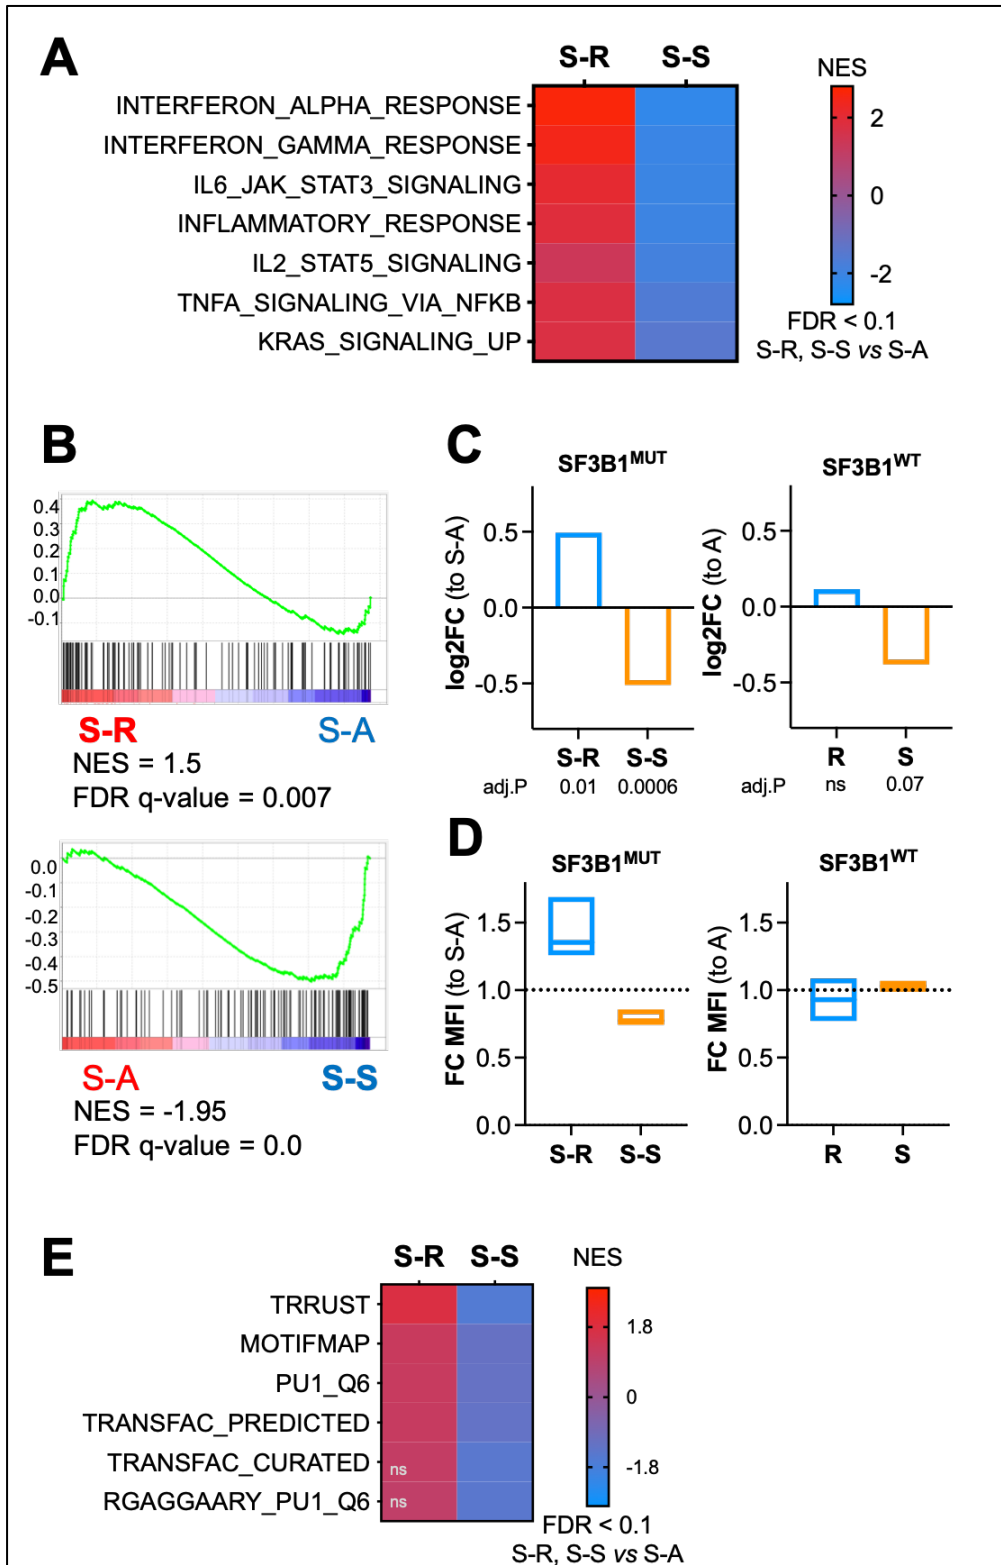 A
S-R S-S
NES
INTERFERON_ALPHA_RESPONSE
INTERFERON_GAMMA_RESPONSE
IL6_JAK_STAT3_SIGNALING
INFLAMMATORY_RESPONSE
IL2_STAT5_SIGNALING
TNFA_SIGNALING_VIA_NFKB
KRAS_SIGNALING_UP
2
0
-2
FDR < 0.1
S-R, S-S vs S-A
B
0.4
0.3
0.2
0.1
0.0
-0.1
S-R S-A
NES = 1.5
FDR q-value = 0.007
0.0
-0.1
-0.2
-0.3
-0.4
-0.5
S-A S-S
NES = -1.95
FDR q-value = 0.0
C
SF3B1MUT
log2FC (to S-A)
0.5
0.0
-0.5
S-R S-S
adj.P 0.01 0.0006
SF3B1WT
log2FC (to A)
0.5
0.0
-0.5
R S
adj.P ns 0.07
D
SF3B1MUT
FC MFI (to S-A)
1.5
1.0
0.5
0.0
S-R S-S
SF3B1WT
FC MFI (to A)
1.5
1.0
0.5
0.0
R S
E
S-R S-S
NES
TRRUST
MOTIFMAP
PU1_Q6
TRANSFAC_PREDICTED
TRANSFAC_CURATED ns
RGAGGAARY_PU1_Q6 ns
1.8
0
-1.8
FDR < 0.1
S-R, S-S vs S-A